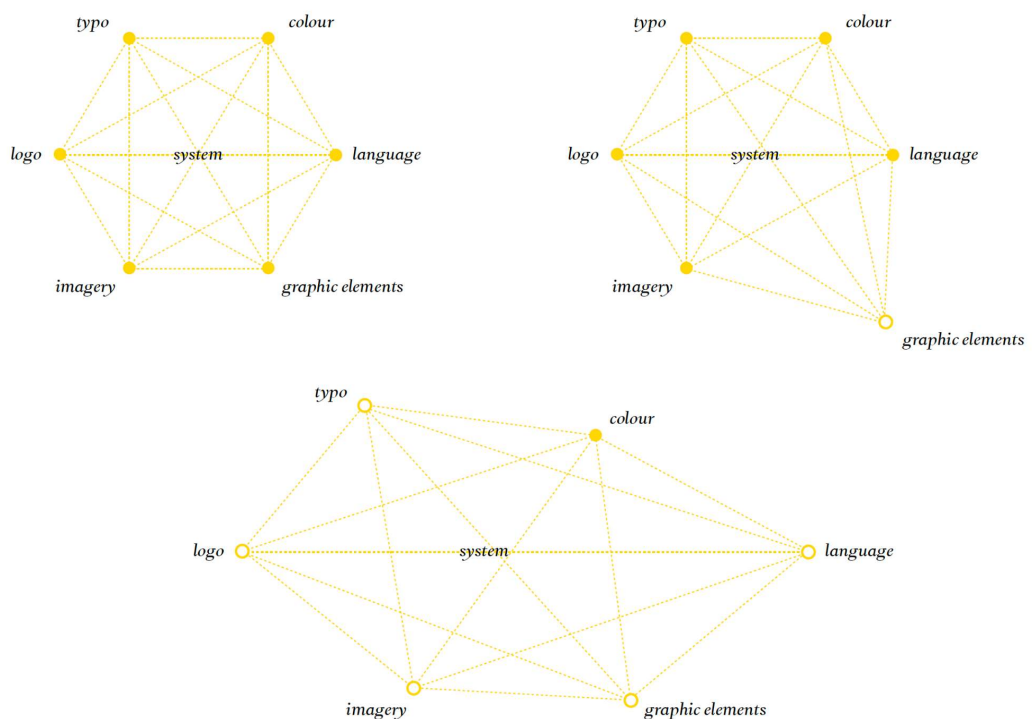 typo
colour
logo
system
language
imagery
graphic elements
typo
colour
logo
system
language
imagery
graphic elements
typo
colour
logo
system
language
imagery
graphic elements